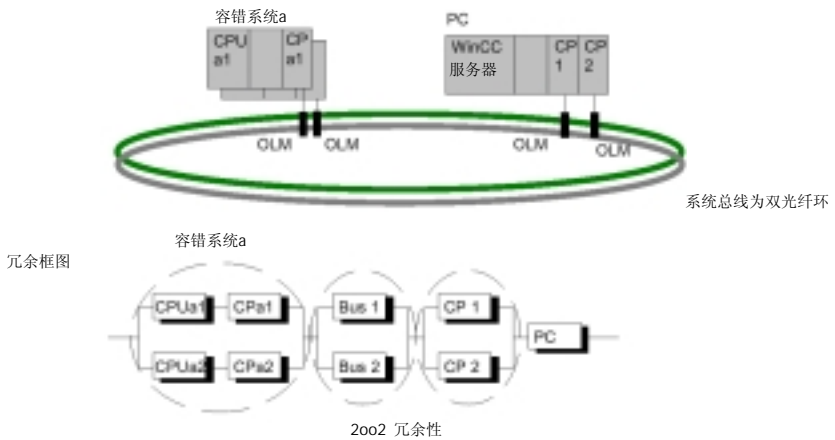 容错系统a
PC
CPU a1
CP a1
WinCC 服务器
CP 1
CP 2
OLM
OLM
OLM
OLM
系统总线为双光纤环
容错系统a
冗余框图
CPUa1
CPa1
Bus 1
CP 1
PC
CPUa2
CPa2
Bus 2
CP 2
2oo2 冗余性